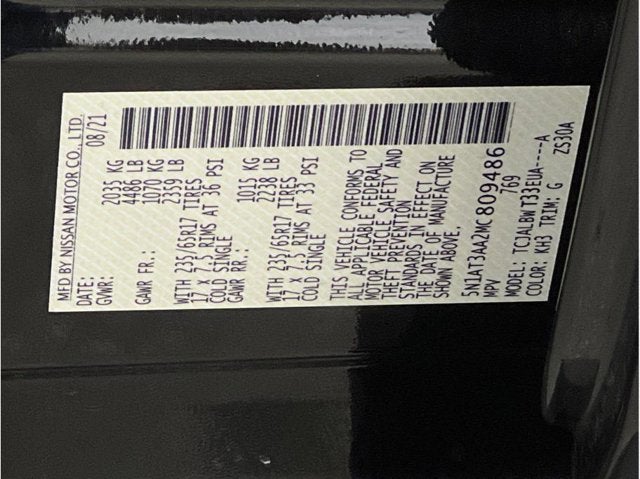 MFD BY NISSAN MOTOR CO., LTD.
DATE: 08/21
GVWR: 2035 KG
4486 LB
GAWR FR.: 1070 KG
2359 LB
WITH 235/65R17 TIRES
17 X 7.5 RIMS AT 36 PSI
COLD SINGLE
GAWR RR.: 1015 KG
2238 LB
WITH 235/65R17 TIRES
17 X 7.5 RIMS AT 33 PSI
COLD SINGLE
THIS VEHICLE CONFORMS TO
ALL APPLICABLE FEDERAL
MOTOR VEHICLE SAFETY AND
THEFT PREVENTION
STANDARDS IN EFFECT ON
THE DATE OF MANUFACTURE
SHOWN ABOVE.
5N1AT3AA2MC809486
MPV 769
MODEL: TCJALBWT33EUA----A
COLOR: KH3 TRIM: G ZS30A